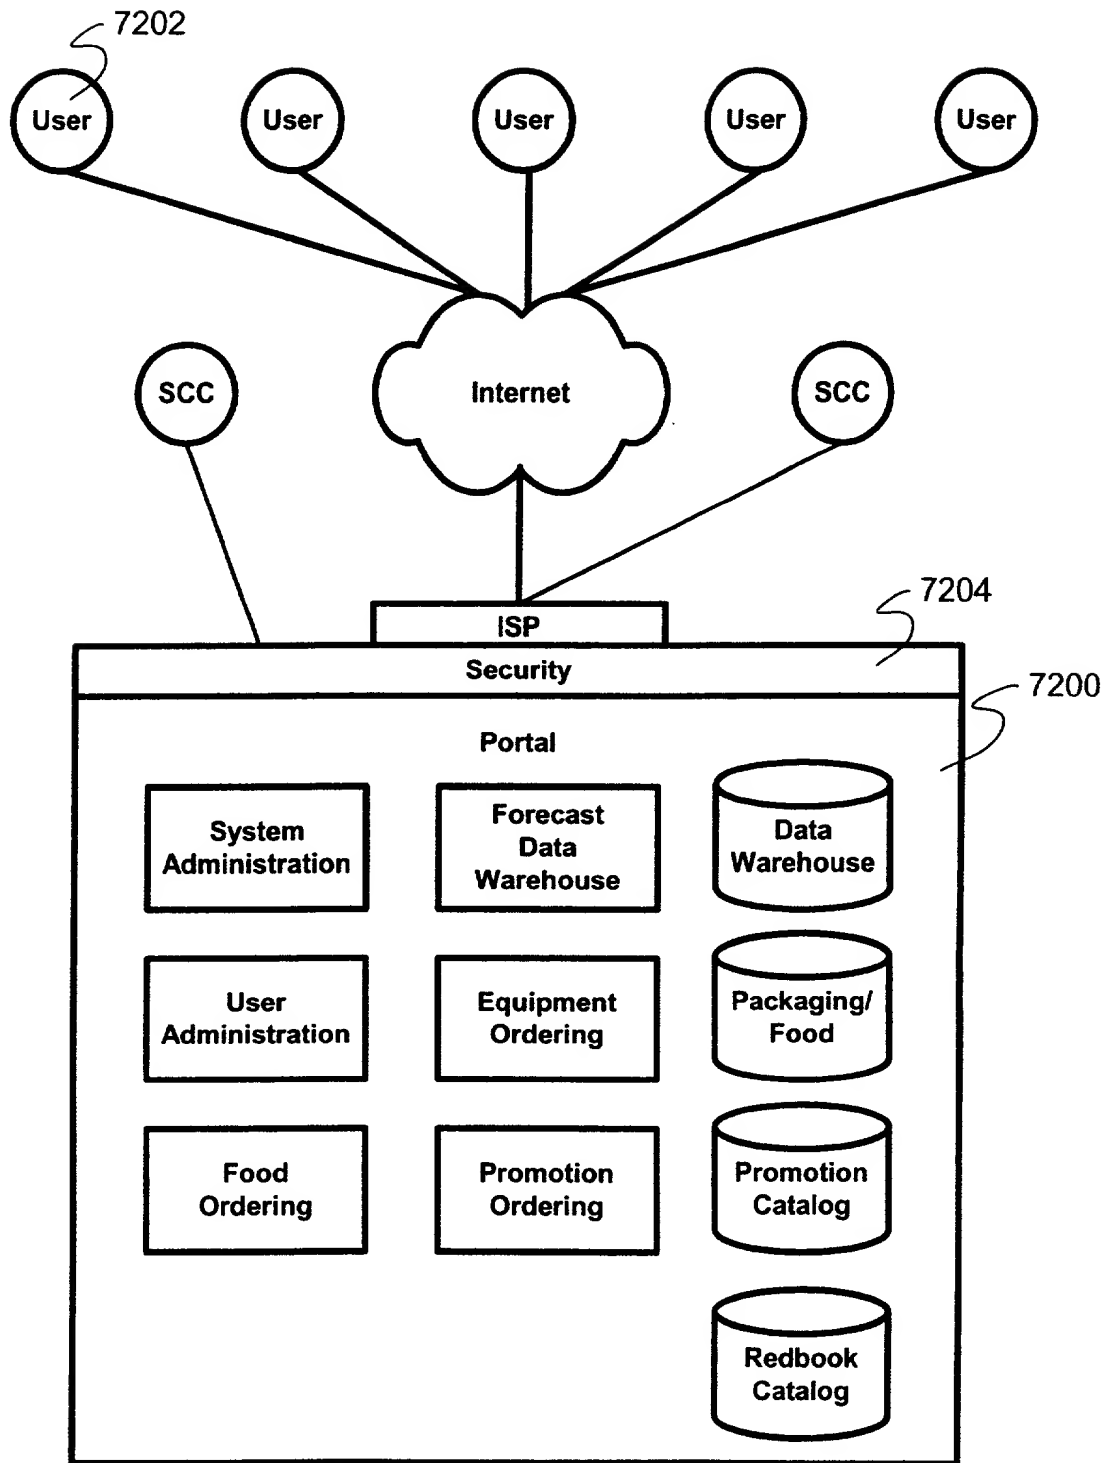 7202
User
User
User
User
User
SCC
Internet
SCC
7204
ISP
Security
7200
Portal
System
Administration
Forecast
Data
Warehouse
Data
Warehouse
User
Administration
Equipment
Ordering
Packaging/
Food
Food
Ordering
Promotion
Ordering
Promotion
Catalog
Redbook
Catalog